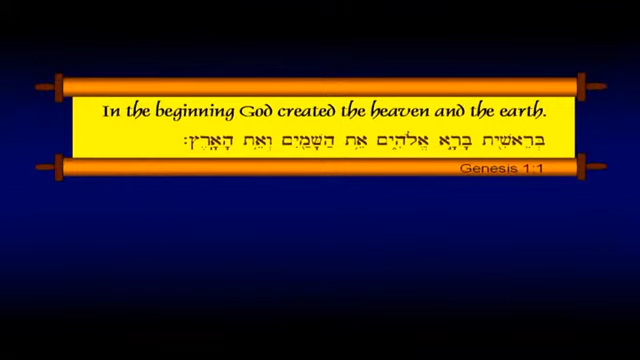 In the beginning God created the heaven and the earth.
בְּרֵאשִׁ֖ית בָּרָ֣א אֱלֹהִ֑ים אֵ֥ת הַשָּׁמַ֖יִם וְאֵ֥ת הָאָֽרֶץ׃
Genesis 1:1